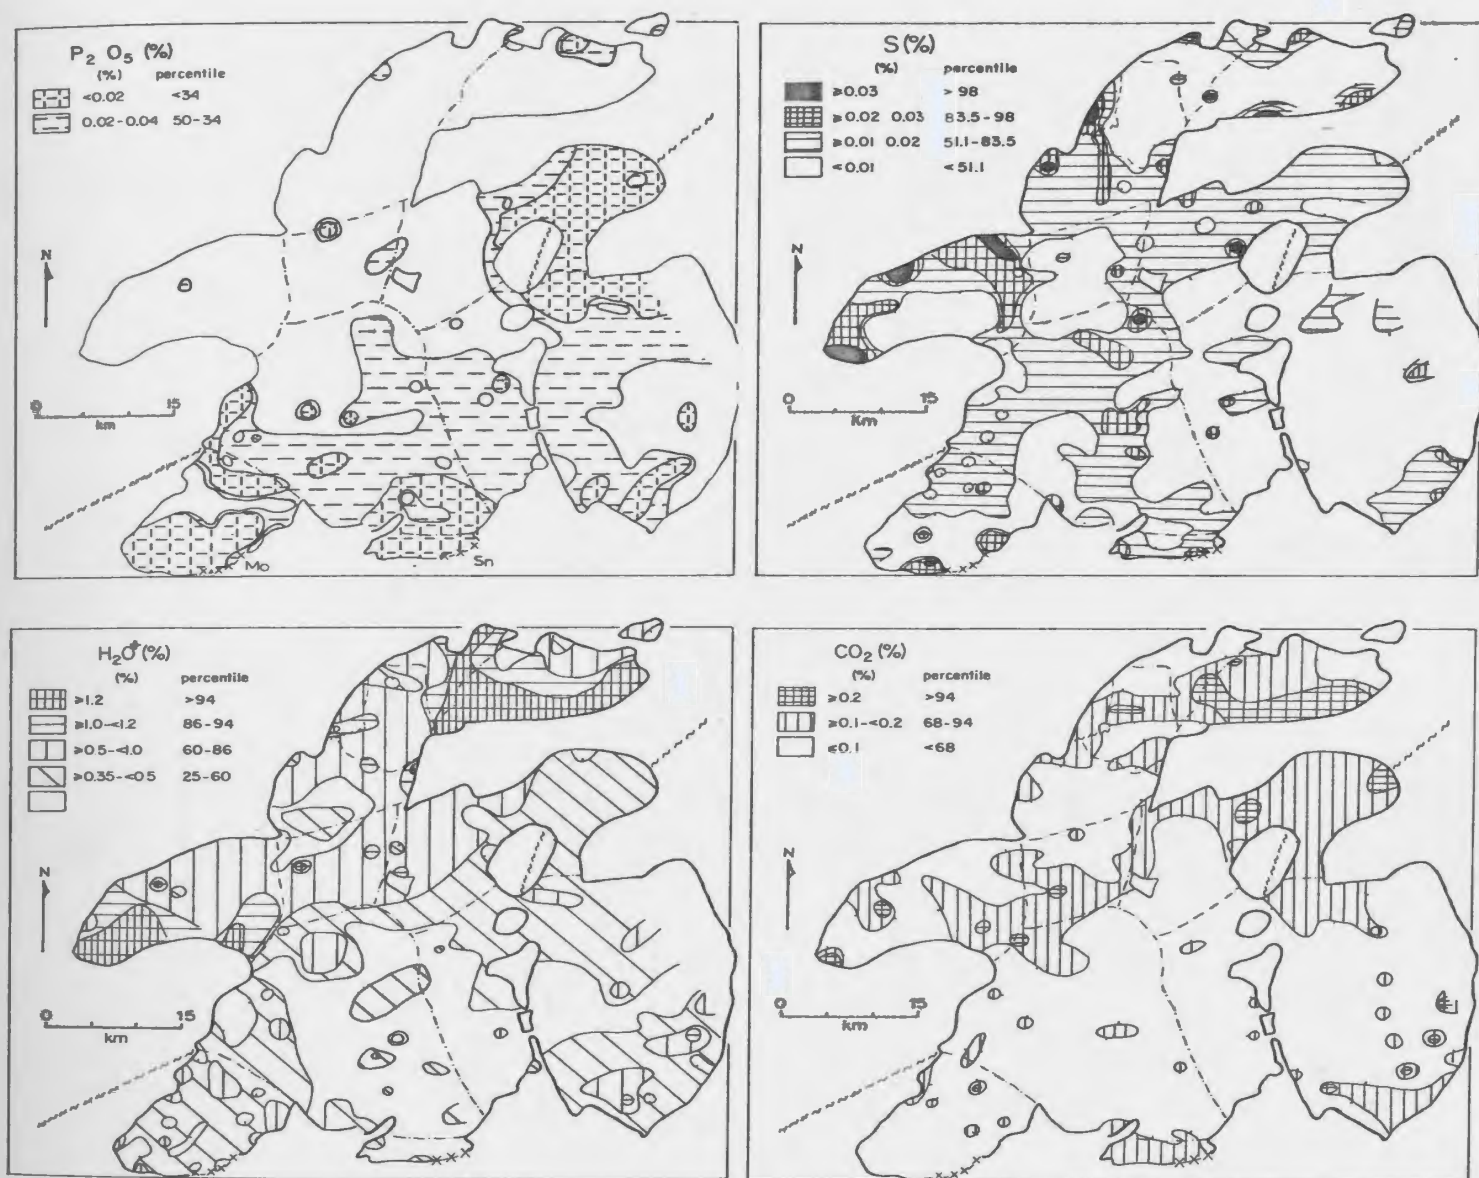 P₂ O₅ (%)
(%) percentile
<0.02 <34
0.02-0.04 50-34
N
0 15
km
Mo
Sn
S(%)
(%) percentile
≥0.03 > 98
≥0.02 0.03 83.5-98
≥0.01 0.02 51.1-83.5
<0.01 <51.1
N
0 15
Km
H₂O⁺(%)
(%) percentile
≥1.2 >94
≥1.0-<1.2 86-94
≥0.5-<1.0 60-86
≥0.35-<0.5 25-60
N
0 15
km
CO₂ (%)
(%) percentile
≥0.2 >94
≥0.1-<0.2 68-94
≤0.1 <68
N
0 15
km